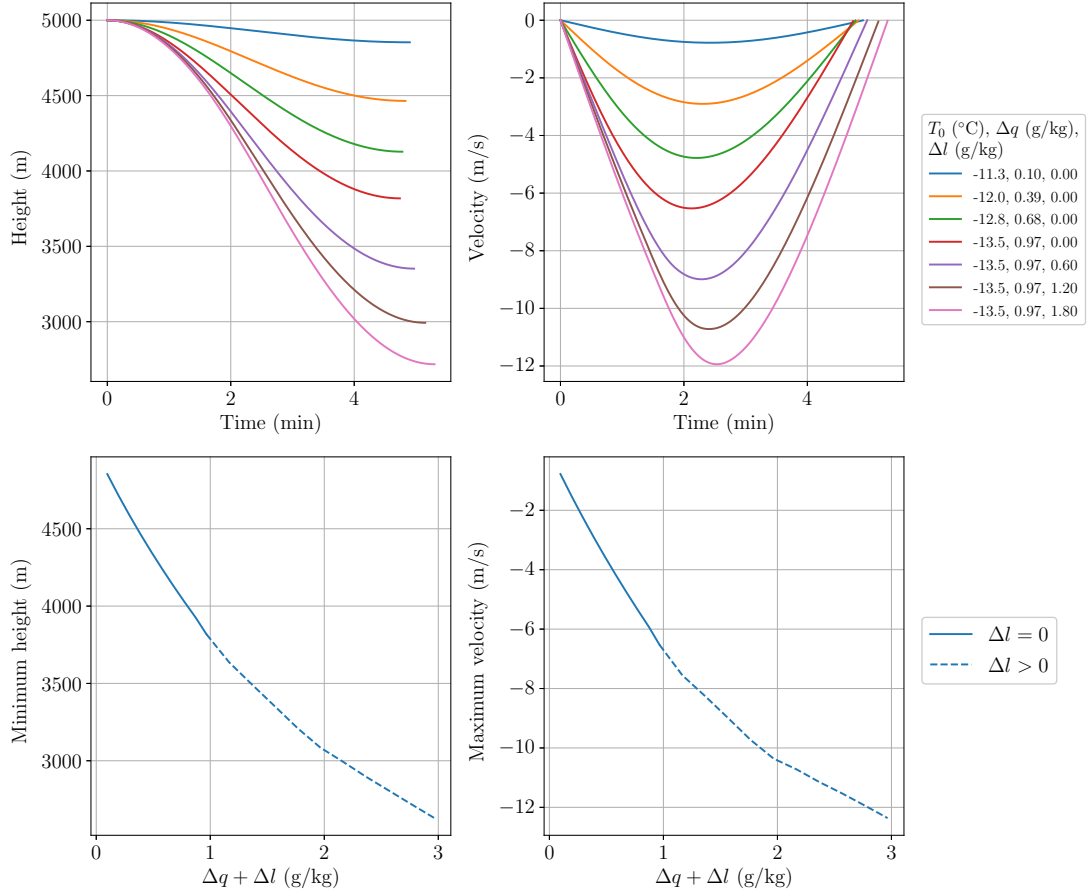 5000
4500
4000
3500
3000
Height (m)
0
2
4
Time (min)
0
−2
−4
−6
−8
−10
−12
Velocity (m/s)
0
2
4
Time (min)
T₀ (°C), Δq (g/kg),
Δl (g/kg)
-11.3, 0.10, 0.00
-12.0, 0.39, 0.00
-12.8, 0.68, 0.00
-13.5, 0.97, 0.00
-13.5, 0.97, 0.60
-13.5, 0.97, 1.20
-13.5, 0.97, 1.80
4500
4000
3500
3000
Minimum height (m)
0
1
2
3
Δq + Δl (g/kg)
−2
−4
−6
−8
−10
−12
Maximum velocity (m/s)
0
1
2
3
Δq + Δl (g/kg)
Δl = 0
Δl > 0